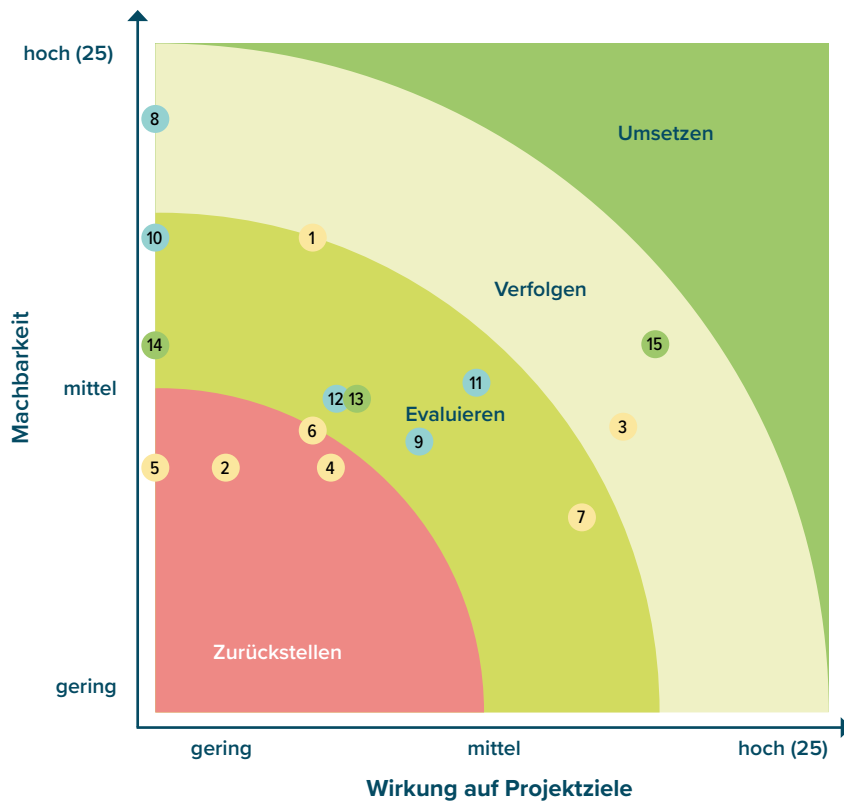 hoch (25)
8
Umsetzen
10
1
Verfolgen
Machbarkeit
14
15
mittel
11
12
13
Evaluieren
6
3
9
5
2
4
7
Zurückstellen
gering
gering
mittel
hoch (25)
Wirkung auf Projektziele